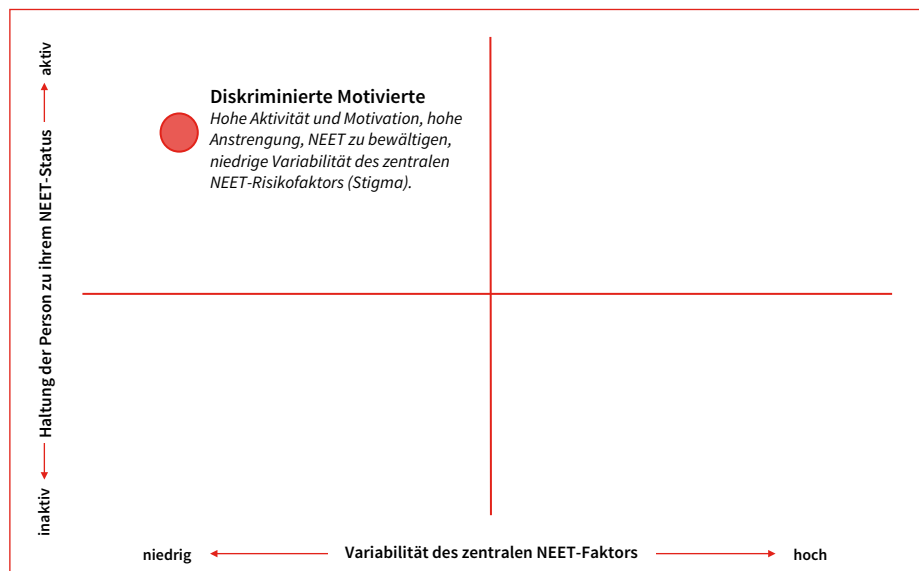 aktiv
Haltung der Person zu ihrem NEET-Status
inaktiv
Diskriminierte Motivierte
Hohe Aktivität und Motivation, hohe
Anstrengung, NEET zu bewältigen,
niedrige Variabilität des zentralen
NEET-Risikofaktors (Stigma).
niedrig
Variabilität des zentralen NEET-Faktors
hoch